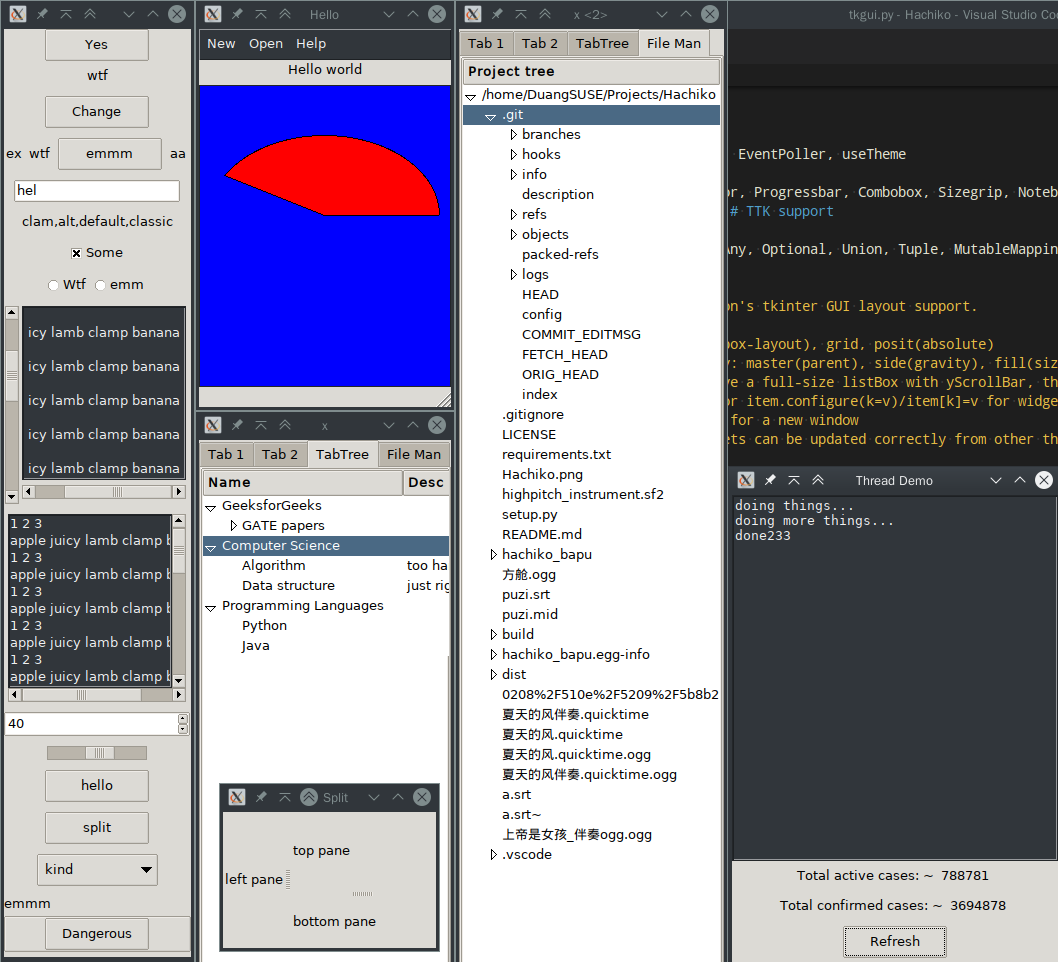 Yes
wtf
Change
ex wtf emmm aa
hel
clam,alt,default,classic
Some
Wtf emm
icy lamb clamp banana
icy lamb clamp banana
icy lamb clamp banana
icy lamb clamp banana
icy lamb clamp banana
1 2 3
apple juicy lamb clamp b
1 2 3
apple juicy lamb clamp b
1 2 3
apple juicy lamb clamp b
1 2 3
apple juicy lamb clamp b
1 2 3
apple juicy lamb clamp b
40
hello
split
kind
emmm
Dangerous
Hello
New Open Help
Hello world
x
Tab 1 Tab 2 TabTree File Man
Name Desc
GeeksforGeeks
GATE papers
Computer Science
Algorithm too ha
Data structure just rig
Programming Languages
Python
Java
Split
top pane
left pane
bottom pane
x <2>
Tab 1 Tab 2 TabTree File Man
Project tree
/home/DuangSUSE/Projects/Hachiko
.git
branches
hooks
info
description
refs
objects
packed-refs
logs
HEAD
config
COMMIT_EDITMSG
FETCH_HEAD
ORIG_HEAD
index
.gitignore
LICENSE
requirements.txt
Hachiko.png
highpitch_instrument.sf2
setup.py
README.md
hachiko_bapu
方舱.ogg
puzi.srt
puzi.mid
build
hachiko_bapu.egg-info
dist
0208%2F510e%2F5209%2F5b8b2
夏天的风伴奏.quicktime
夏天的风.quicktime
夏天的风.quicktime.ogg
夏天的风伴奏.quicktime.ogg
a.srt
a.srt~
上帝是女孩_伴奏ogg.ogg
.vscode
tkgui.py - Hachiko - Visual Studio Co
EventPoller, useTheme
or, Progressbar, Combobox, Sizegrip, Noteb
# TTK support
Any, Optional, Union, Tuple, MutableMappin
on's tkinter GUI layout support.
box-layout), grid, posit(absolute)
y: master(parent), side(gravity), fill(siz
ve a full-size listBox with yScrollBar, th
or item.configure(k=v)/item[k]=v for widge
for a new window
ets can be updated correctly from other th
Thread Demo
doing things...
doing more things...
done233
Total active cases: ~ 788781
Total confirmed cases: ~ 3694878
Refresh